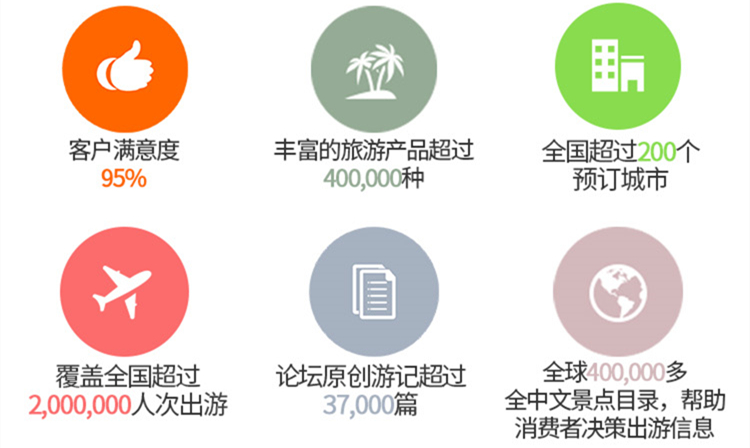 客户满意度
95%
丰富的旅游产品超过
400,000种
全国超过200个
预订城市
覆盖全国超过
2,000,000人次出游
论坛原创游记超过
37,000篇
全球400,000多
全中文景点目录，帮助
消费者决策出游信息